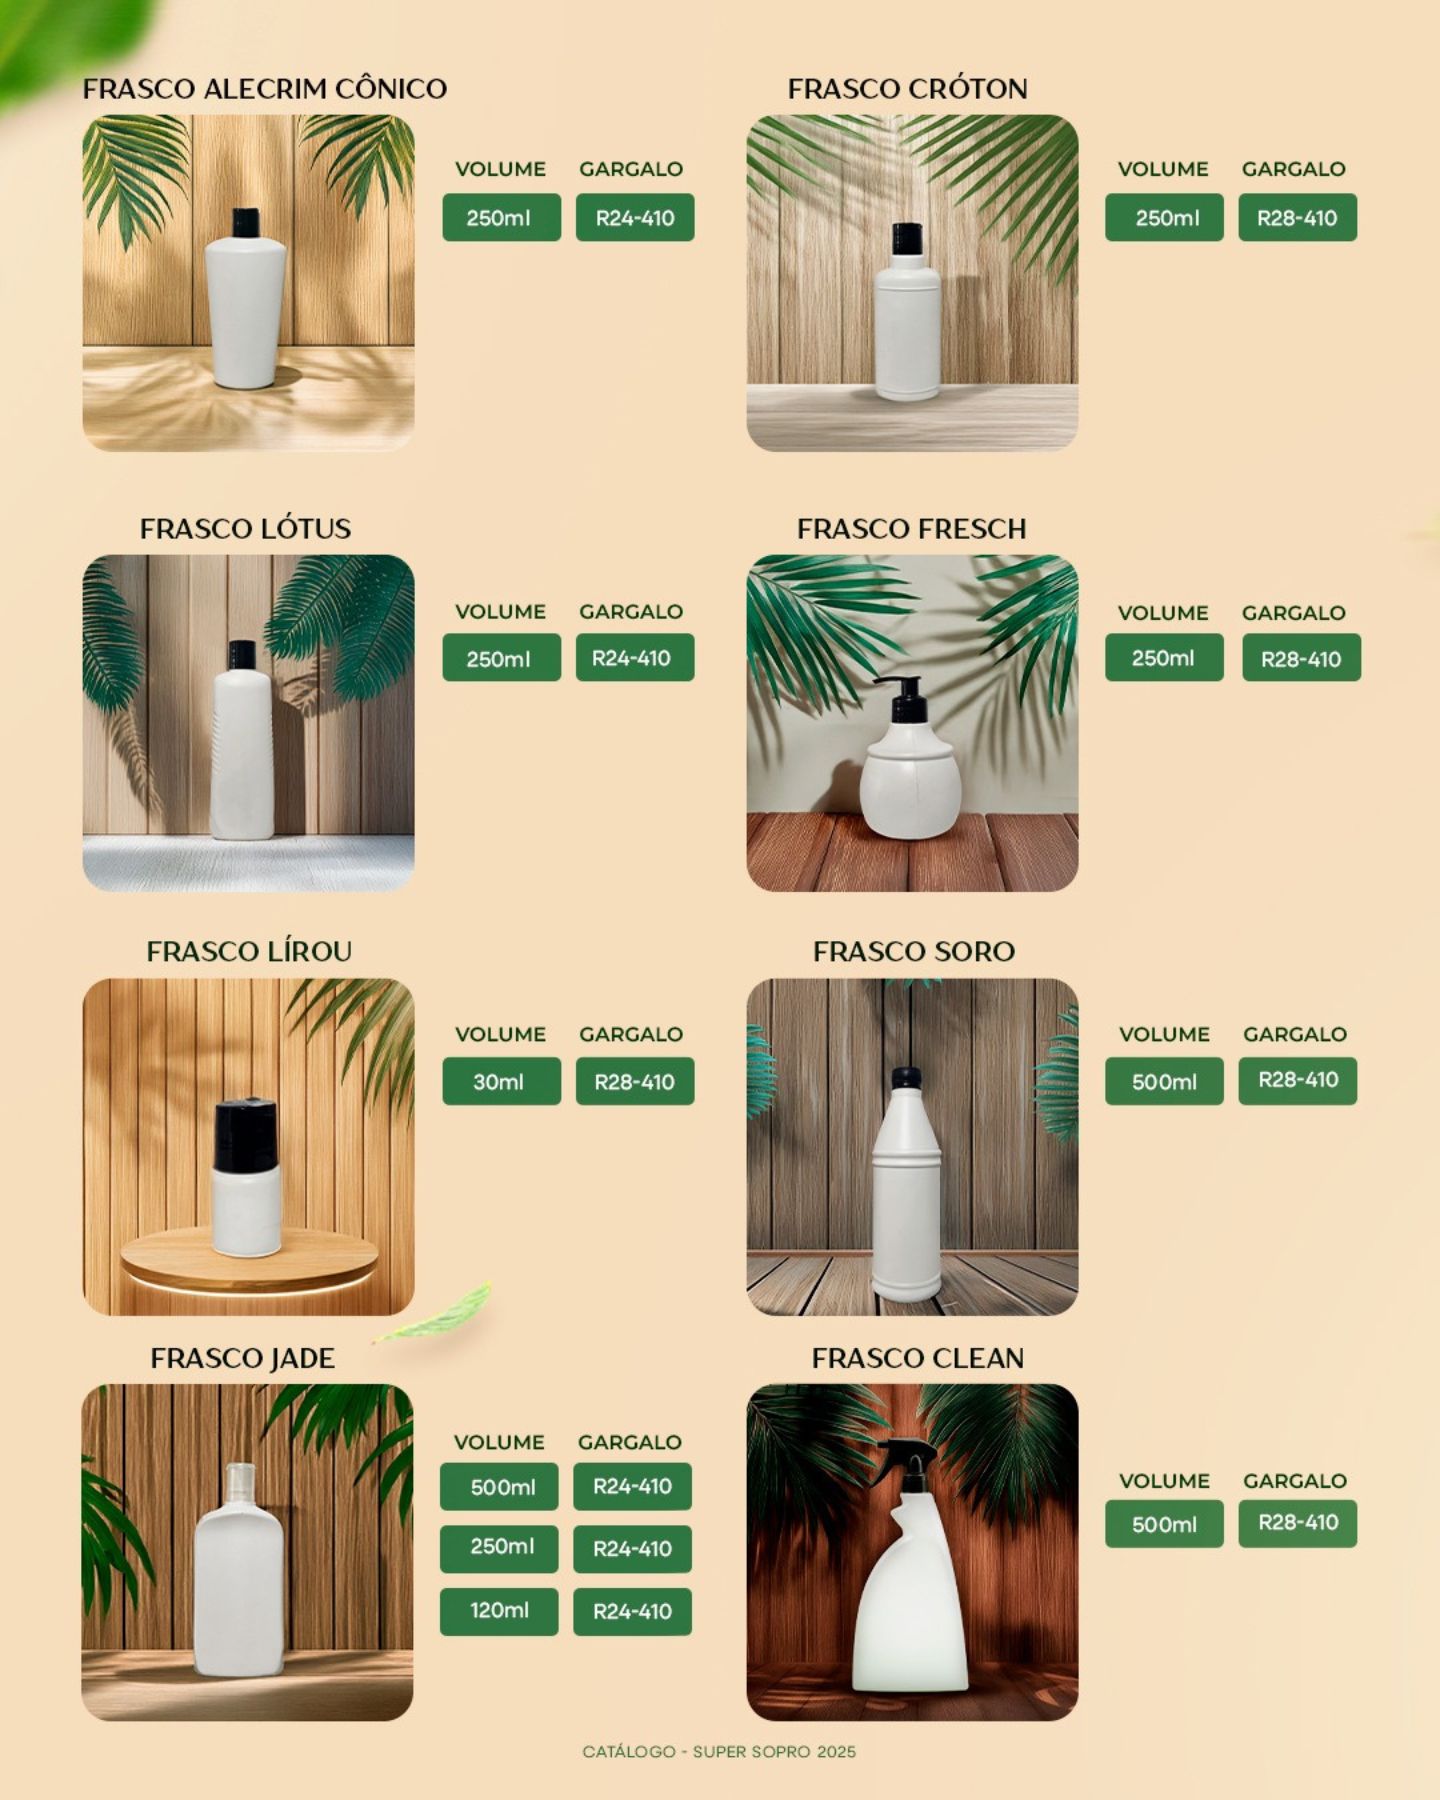 FRASCO ALECRIM CÔNICO
VOLUME GARGALO
250ml R24-410
FRASCO CRÓTON
VOLUME GARGALO
250ml R28-410
FRASCO LÓTUS
VOLUME GARGALO
250ml R24-410
FRASCO FRESCH
VOLUME GARGALO
250ml R28-410
FRASCO LÍROU
VOLUME GARGALO
30ml R28-410
FRASCO SORO
VOLUME GARGALO
500ml R28-410
FRASCO JADE
VOLUME GARGALO
500ml R24-410
250ml R24-410
120ml R24-410
FRASCO CLEAN
VOLUME GARGALO
500ml R28-410
CATÁLOGO - SUPER SOPRO 2025